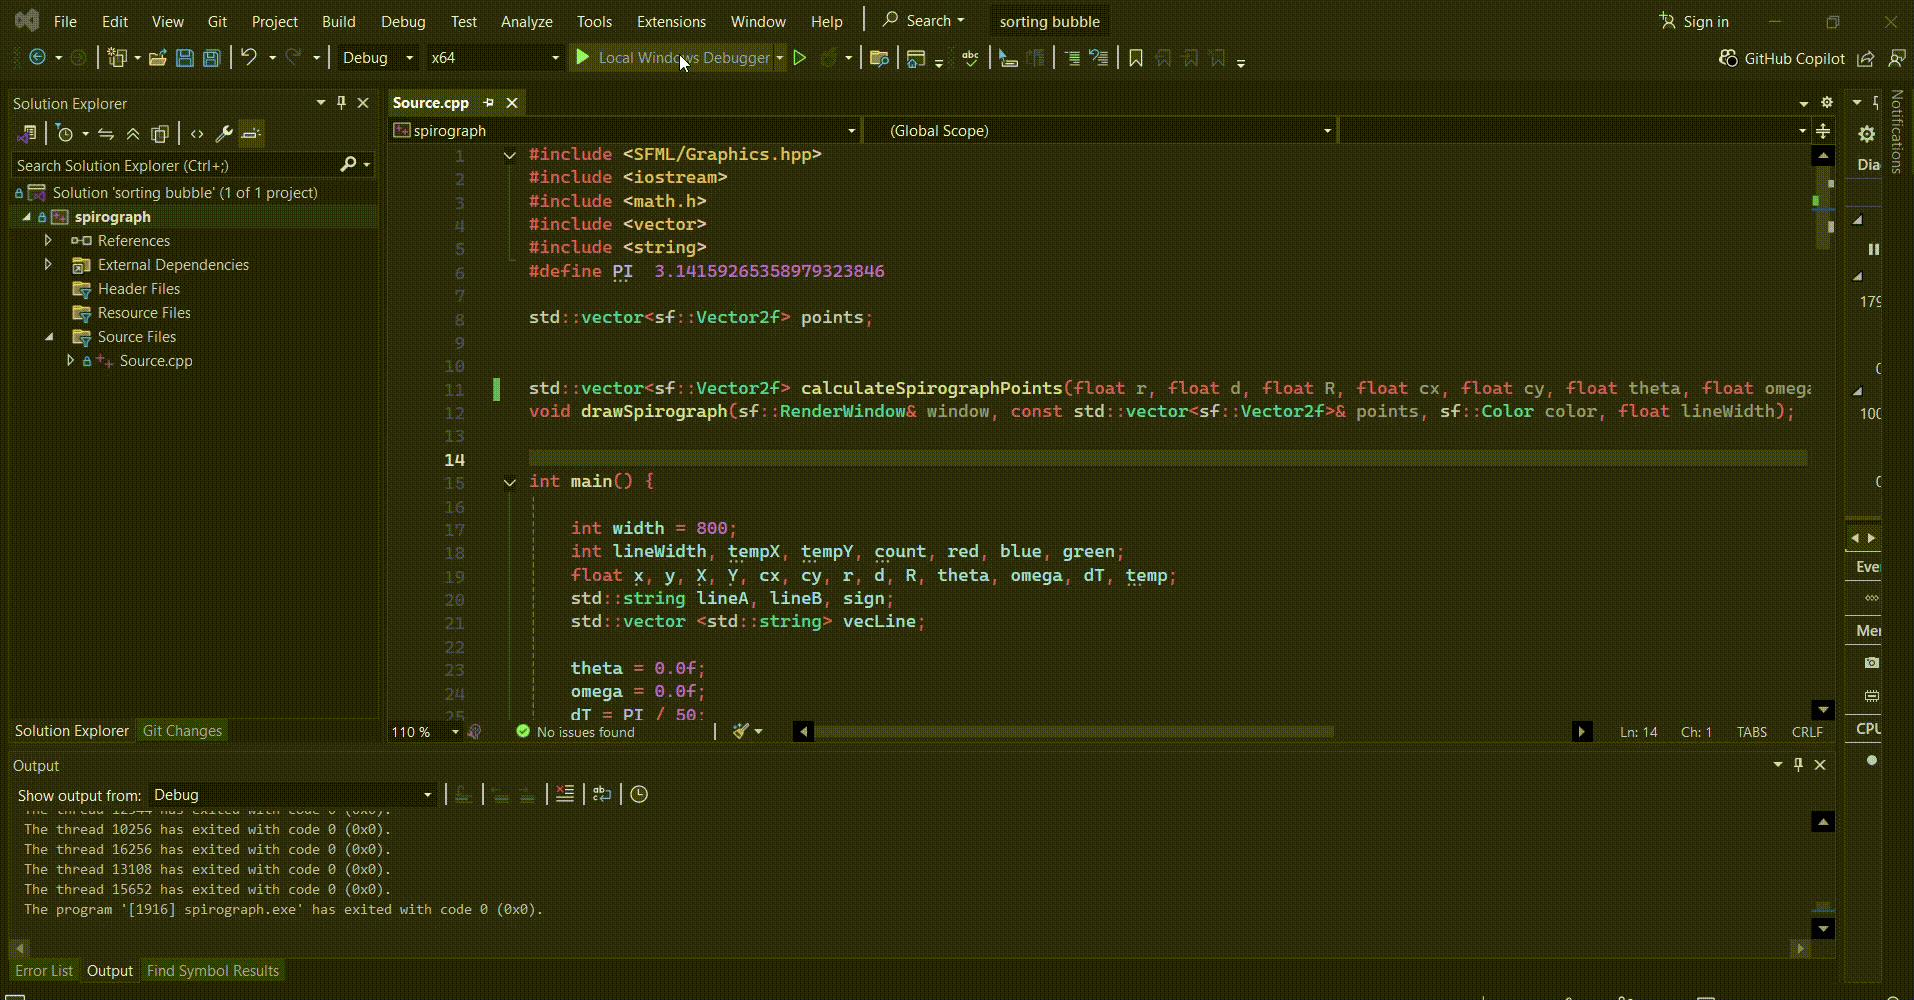 File Edit View Git Project Build Debug Test Analyze Tools Extensions Window Help Search sorting bubble Sign in
Debug x64 Local Windows Debugger GitHub Copilot
Solution Explorer
Search Solution Explorer (Ctrl+;)
Solution 'sorting bubble' (1 of 1 project)
spirograph
References
External Dependencies
Header Files
Resource Files
Source Files
Source.cpp
Solution Explorer Git Changes
Source.cpp
spirograph (Global Scope)
1 #include <SFML/Graphics.hpp>
2 #include <iostream>
3 #include <math.h>
4 #include <vector>
5 #include <string>
6 #define PI 3.14159265358979323846
7
8 std::vector<sf::Vector2f> points;
9
10
11 std::vector<sf::Vector2f> calculateSpirographPoints(float r, float d, float R, float cx, float cy, float theta, float omega
12 void drawSpirograph(sf::RenderWindow& window, const std::vector<sf::Vector2f>& points, sf::Color color, float lineWidth);
13
14
15 int main() {
16
17 int width = 800;
18 int lineWidth, tempX, tempY, count, red, blue, green;
19 float x, y, X, Y, cx, cy, r, d, R, theta, omega, dT, temp;
20 std::string lineA, lineB, sign;
21 std::vector <std::string> vecLine;
22
23 theta = 0.0f;
24 omega = 0.0f;
25 dT = PI / 50;
110 % No issues found Ln: 14 Ch: 1 TABS CRLF
Notifications
Dia
179
0
100
0
Eve
Mer
CPU
Output
Show output from: Debug
The thread 12544 has exited with code 0 (0x0).
The thread 10256 has exited with code 0 (0x0).
The thread 16256 has exited with code 0 (0x0).
The thread 13108 has exited with code 0 (0x0).
The thread 15652 has exited with code 0 (0x0).
The program '[1916] spirograph.exe' has exited with code 0 (0x0).
Error List Output Find Symbol Results